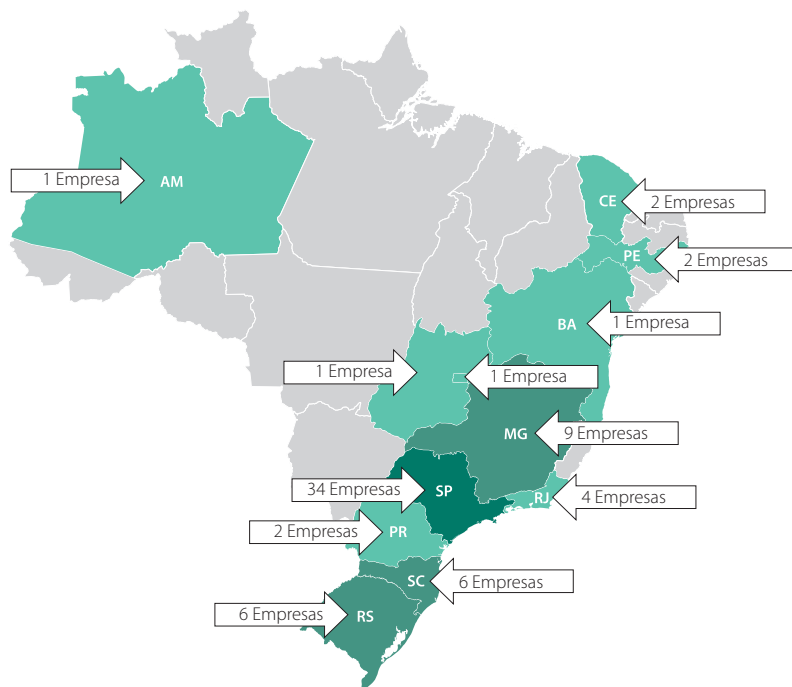 1 Empresa
AM
CE
2 Empresas
PE
2 Empresas
BA
1 Empresa
1 Empresa
1 Empresa
MG
9 Empresas
34 Empresas
SP
RJ
4 Empresas
2 Empresas
PR
SC
6 Empresas
6 Empresas
RS